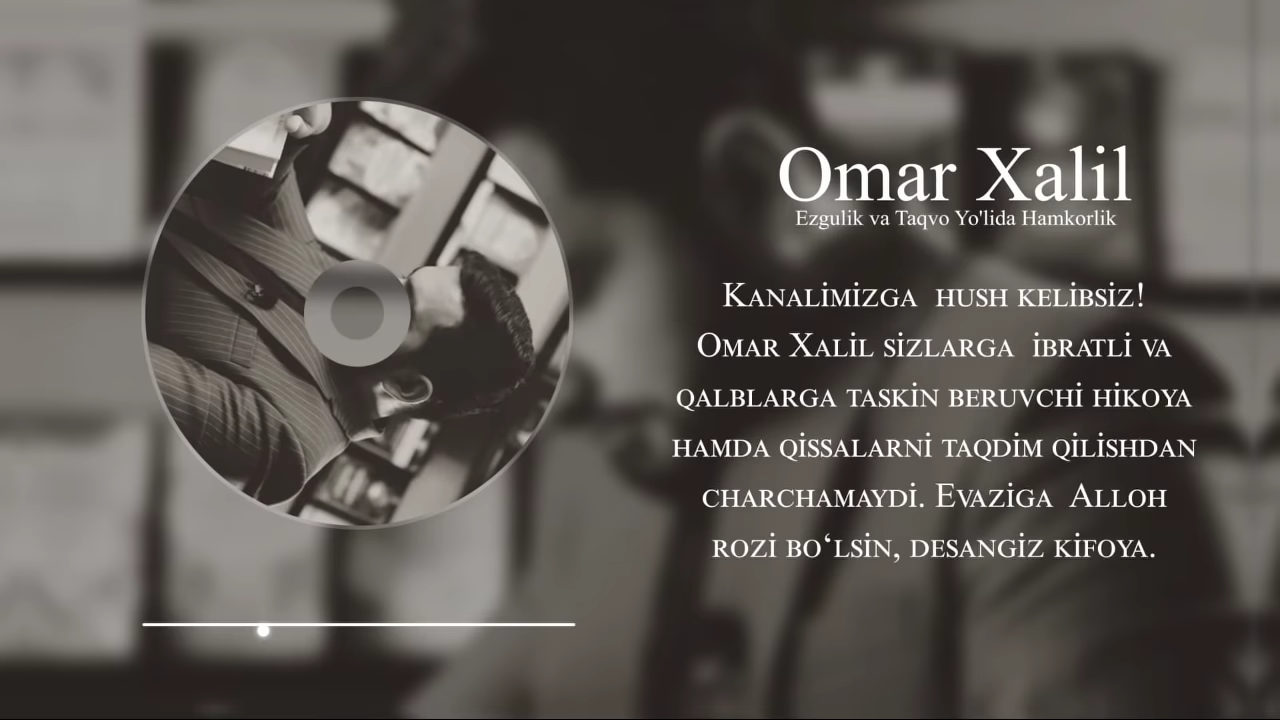 Omar Xalil
Ezgulik va Taqvo Yo'lida Hamkorlik
Kanalimizga hush kelibsiz!
Omar Xalil sizlarga ibratli va
qalblarga taskin beruvchi hikoya
hamda qissalarni taqdim qilishdan
charchamaydi. Evaziga Alloh
rozi bo‘lsin, desangiz kifoya.